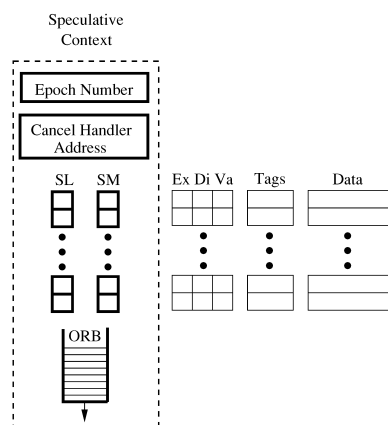 Speculative
Context
Epoch Number
Cancel Handler
Address
SL SM Ex Di Va Tags Data
ORB